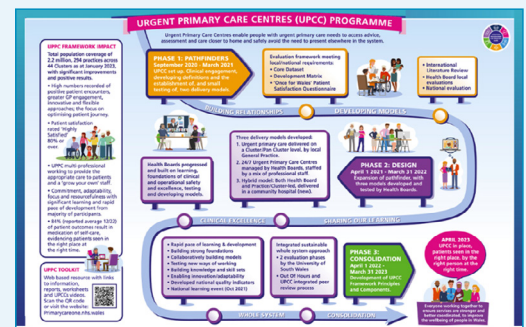 URGENT PRIMARY CARE CENTRES (UPCC) PROGRAMME
Urgent Primary Care Centres (UPCC) enable people with urgent primary care needs to access advice,
assessment and care closer to home and safely avoid the need to present elsewhere in the system.
UPCC FRAMEWORK IMPACT
Total population coverage of
2.2 million, 294 practices across
44 Clusters as at January 2023,
with significant improvements
and positive results.
• High numbers recorded of
positive patient encounters,
greater GP engagement,
innovative and flexible
approaches; the focus on
optimising patient journey.
• Patient satisfaction
rated 'Highly
Satisfied'
80% or
over.
• UPCC multi-professional
working to provide the
appropriate care to patients
and a 'grow your own' staff.
• Commitment, adaptability,
focus and resourcefulness with
significant learning and rapid
pace of development from
majority of participants.
• 81% (reported average 12/22)
of patient outcomes result in
medication of self-care,
evidencing patients seen in
the right place at
the right time.
UPCC TOOLKIT
Web based resource with links
to information,
reports, worksheets
and UPCCs videos.
Scan the QR code
or visit the website.
Primarycareone.nhs.wales
PHASE 1: PATHFINDERS
September 2020 - March 2021
UPCC set up. Clinical engagement,
developing definitions and the
establishment of, and small
testing of, two delivery models.
Evaluation framework meeting
local/national requirements:
• Core Dataset
• Development Matrix
• 'Once for Wales' Patient
Satisfaction Questionnaire
• International
Literature Review
• Health Board local
evaluations
• National evaluation
BUILDING RELATIONSHIPS
DEVELOPING MODELS
Health Boards progressed
and built on learning,
foundations of clinical
and operational safety
and excellence, testing
and developing models.
Three delivery models developed:
1. Urgent primary care delivered on
a Cluster/Pan Cluster level, by local
General Practice.
2. 24/7 Urgent Primary Care Centres
managed by Health Boards, staffed
by a mix of professional staff.
3. Hybrid model: Both Health Board
and Practice/Cluster-led, delivered
in a community hospital (new).
PHASE 2: DESIGN
April 1 2021 - March 31 2022
Expansion of pathfinder, with
three models developed and
tested by Health Boards.
CLINICAL EXCELLENCE
SHARING OUR LEARNING
• Rapid pace of learning & development
• Building strong foundations
• Collaboratively building models
• Testing new ways of working
• Building knowledge and skill sets
• Enabling innovation/adaptability
• Developed national quality indicators
• National learning event (Oct 2021)
Integrated sustainable
whole system approach
• 2 evaluation phases
by the University of
South Wales
• Out of Hours and
UPCC integrated peer
review process
PHASE 3:
CONSOLIDATION
April 1 2022 -
March 31 2023
Development of UPCC
Framework Principles
and Components.
APRIL 2023
UPCC in place,
patients seen in the
right place, by the
right person at the
right time.
WHOLE SYSTEM
CONSOLIDATION
Everyone working together to
ensure services are stronger and
better-coordinated, to improve
the wellbeing of people in Wales.